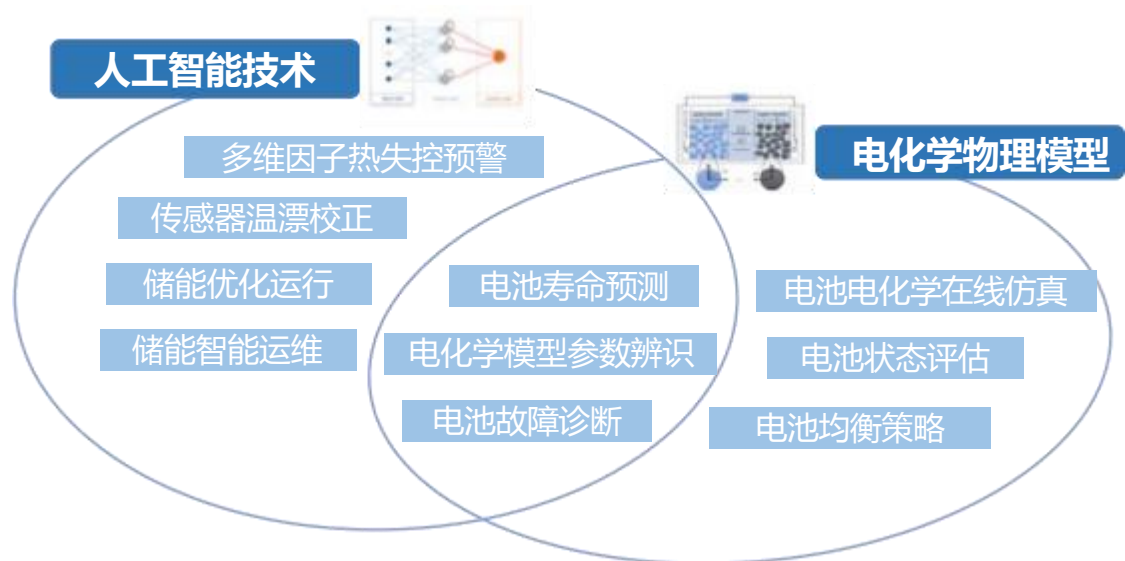 人工智能技术
电化学物理模型
多维因子热失控预警
传感器温漂校正
储能优化运行
储能智能运维
电池寿命预测
电化学模型参数辨识
电池故障诊断
电池电化学在线仿真
电池状态评估
电池均衡策略